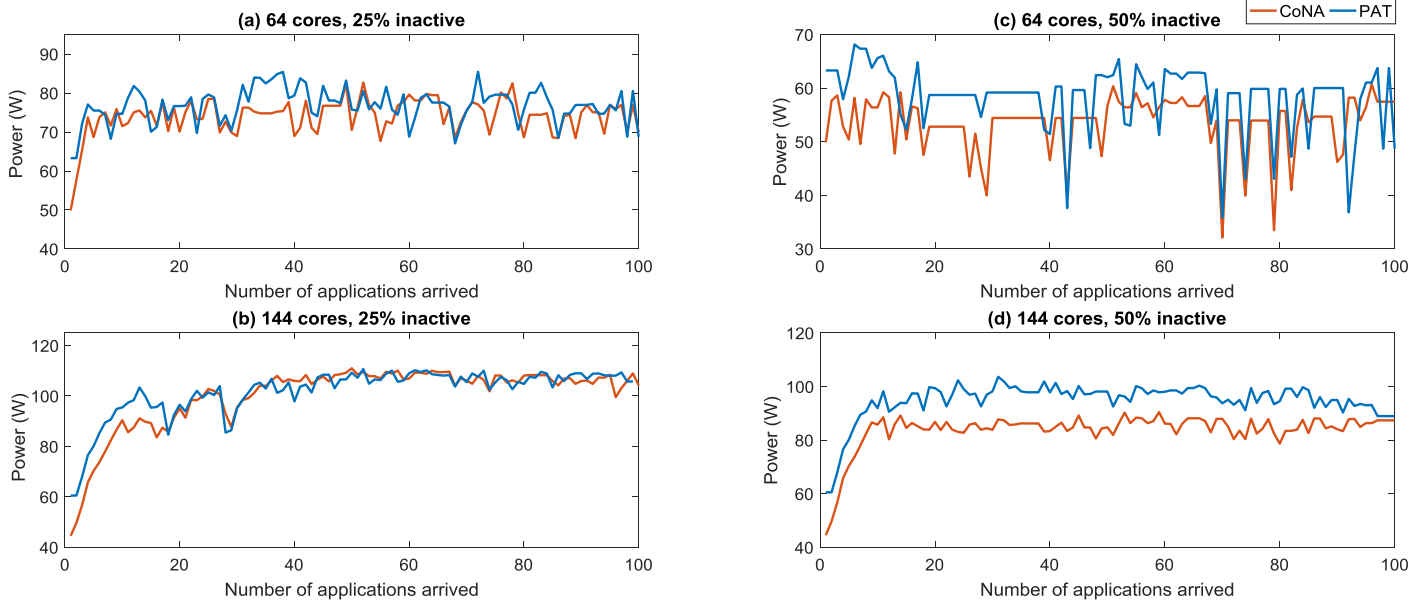 (a) 64 cores, 25% inactive
90
80
70
60
50
40
Power (W)
0 20 40 60 80 100
Number of applications arrived
(c) 64 cores, 50% inactive
CoNA PAT
70
60
50
40
30
Power (W)
0 20 40 60 80 100
Number of applications arrived
(b) 144 cores, 25% inactive
120
100
80
60
40
Power (W)
0 20 40 60 80 100
Number of applications arrived
(d) 144 cores, 50% inactive
120
100
80
60
40
Power (W)
0 20 40 60 80 100
Number of applications arrived